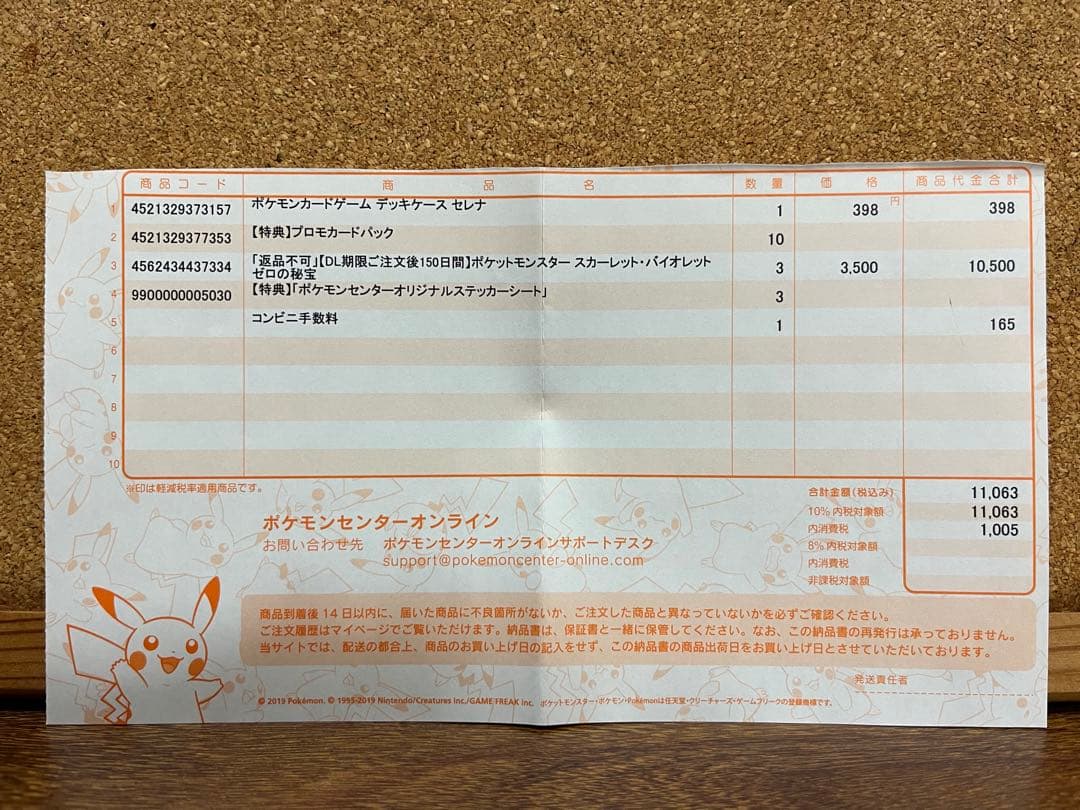 商品コード 商品名 数量 価格 商品代金合計
1 4521329373157 ポケモンカードゲーム デッキケース セレナ 1 398円 398
2 4521329377353 【特典】プロモカードパック 10
3 4562434437334 「返品不可」【DL期限ご注文後150日間】ポケットモンスター スカーレット・バイオレット 3 3,500 10,500
ゼロの秘宝
4 9900000005030 【特典】「ポケモンセンターオリジナルステッカーシート」 3
5 コンビニ手数料 1 165
6
7
8
9
10
※印は軽減税率適用商品です。
合計金額(税込み) 11,063
10%内税対象額 11,063
内消費税 1,005
8%内税対象額
内消費税
非課税対象額
ポケモンセンターオンライン
お問い合わせ先 ポケモンセンターオンラインサポートデスク
support@pokemoncenter-online.com
商品到着後14日以内に、届いた商品に不良箇所がないか、ご注文した商品と異なっていないかを必ずご確認ください。
ご注文履歴はマイページでご覧いただけます。納品書は、保証書と一緒に保管してください。なお、この納品書の再発行は承っておりません。
当サイトでは、配送の都合上、商品のお買い上げ日の記入をせず、この納品書の商品出荷日をお買い上げ日とさせていただいております。
発送責任者
© 2019 Pokémon. © 1995-2019 Nintendo/Creatures Inc./GAME FREAK inc. ポケットモンスター・ポケモン・Pokémonは任天堂・クリーチャーズ・ゲームフリークの登録商標です。